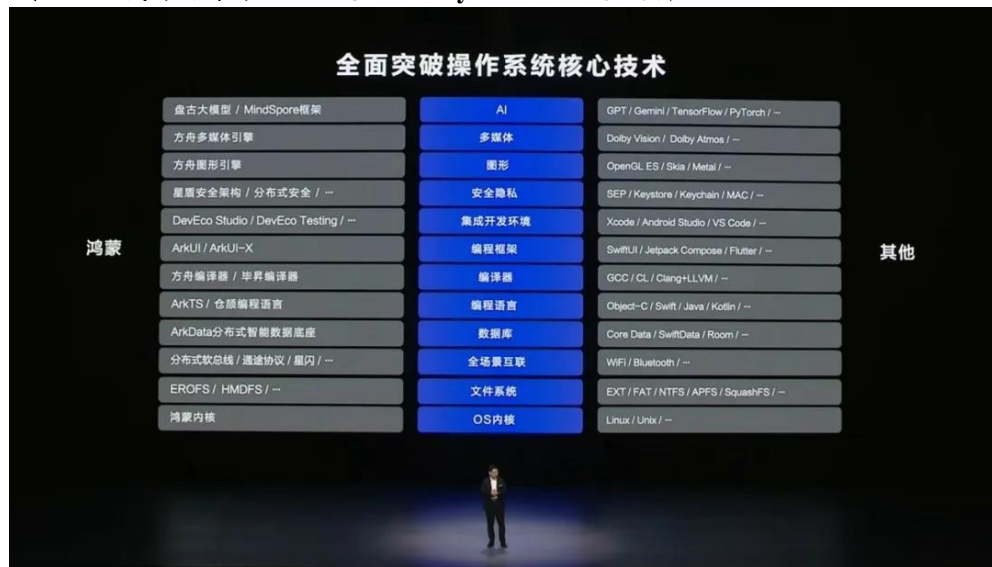 全面突破操作系统核心技术
鸿蒙
其他
盘古大模型 / MindSpore框架
AI
GPT / Gemini / TensorFlow / PyTorch / ···
方舟多媒体引擎
多媒体
Dolby Vision / Dolby Atmos / ···
方舟图形引擎
图形
OpenGL ES / Skia / Metal / ···
星盾安全架构 / 分布式安全 / ···
安全隐私
SEP / Keystore / Keychain / MAC / ···
DevEco Studio / DevEco Testing / ···
集成开发环境
Xcode / Android Studio / VS Code / ···
ArkUI / ArkUI-X
编程框架
SwiftUI / Jetpack Compose / Flutter / ···
方舟编译器 / 毕昇编译器
编译器
GCC / CL / Clang+LLVM / ···
ArkTS / 仓颉编程语言
编程语言
Object-C / Swift / Java / Kotlin / ···
ArkData分布式智能数据底座
数据库
Core Data / SwiftData / Room / ···
分布式软总线 / 通途协议 / 星闪 / ···
全场景互联
WiFi / Bluetooth / ···
EROFS / HMDFS / ···
文件系统
EXT / FAT / NTFS / APFS / SquashFS / ···
鸿蒙内核
OS内核
Linux / Unix / ···